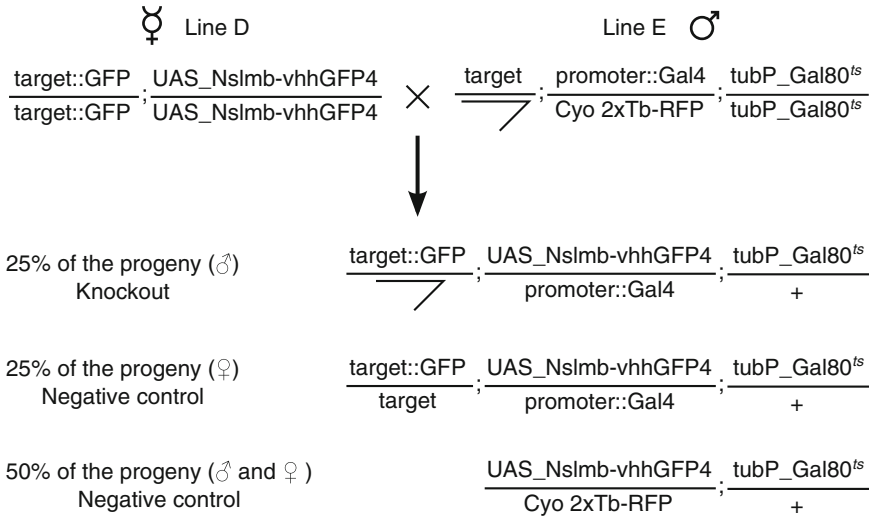 Line D
Line E
target::GFP ; UAS_Nslmb-vhhGFP4 × target ; promoter::Gal4 ; tubP_Gal80ts
target::GFP UAS_Nslmb-vhhGFP4 Cyo 2xTb-RFP tubP_Gal80ts
25% of the progeny (♂) target::GFP ; UAS_Nslmb-vhhGFP4 ; tubP_Gal80ts
Knockout promoter::Gal4 +
25% of the progeny (♀) target::GFP ; UAS_Nslmb-vhhGFP4 ; tubP_Gal80ts
Negative control target promoter::Gal4 +
50% of the progeny (♂ and ♀ ) UAS_Nslmb-vhhGFP4 ; tubP_Gal80ts
Negative control Cyo 2xTb-RFP +